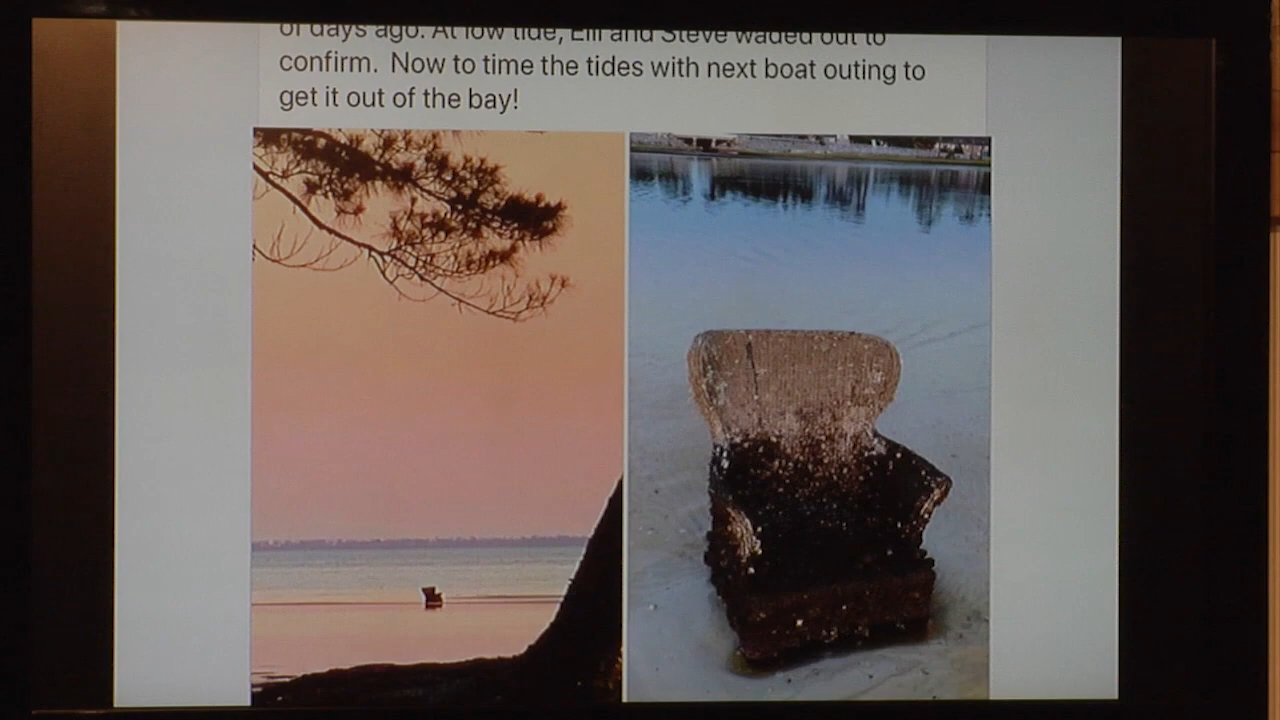 of days ago. At low tide, Elli and Steve waded out to
confirm.  Now to time the tides with next boat outing to
get it out of the bay!